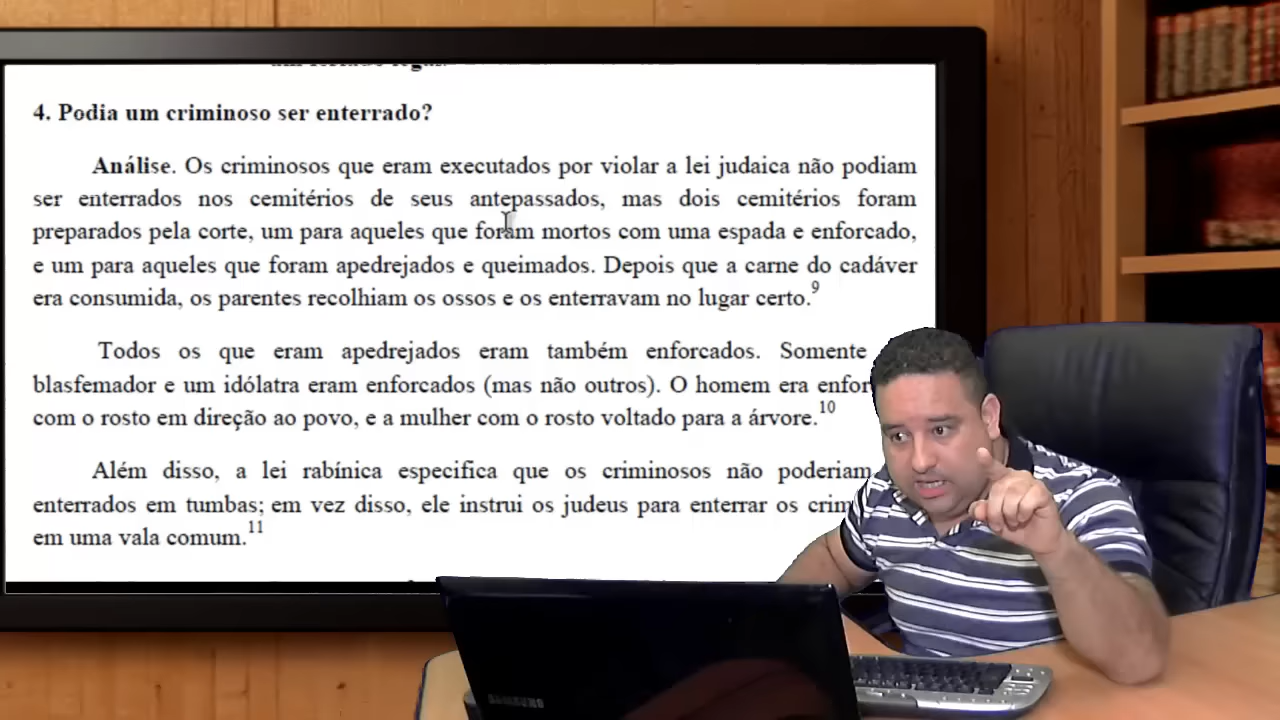 4. Podia um criminoso ser enterrado?
Análise. Os criminosos que eram executados por violar a lei judaica não podiam
ser enterrados nos cemitérios de seus antepassados, mas dois cemitérios foram
preparados pela corte, um para aqueles que foram mortos com uma espada e enforcado,
e um para aqueles que foram apedrejados e queimados. Depois que a carne do cadáver
era consumida, os parentes recolhiam os ossos e os enterravam no lugar certo.9
Todos os que eram apedrejados eram também enforcados. Somente
blasfemador e um idólatra eram enforcados (mas não outros). O homem era
com o rosto em direção ao povo, e a mulher com o rosto voltado para a árvore.10
Além disso, a lei rabínica especifica que os criminosos não poderiam
enterrados em tumbas; em vez disso, ele instrui os judeus para enterrar os
em uma vala comum.11
SAMSUNG